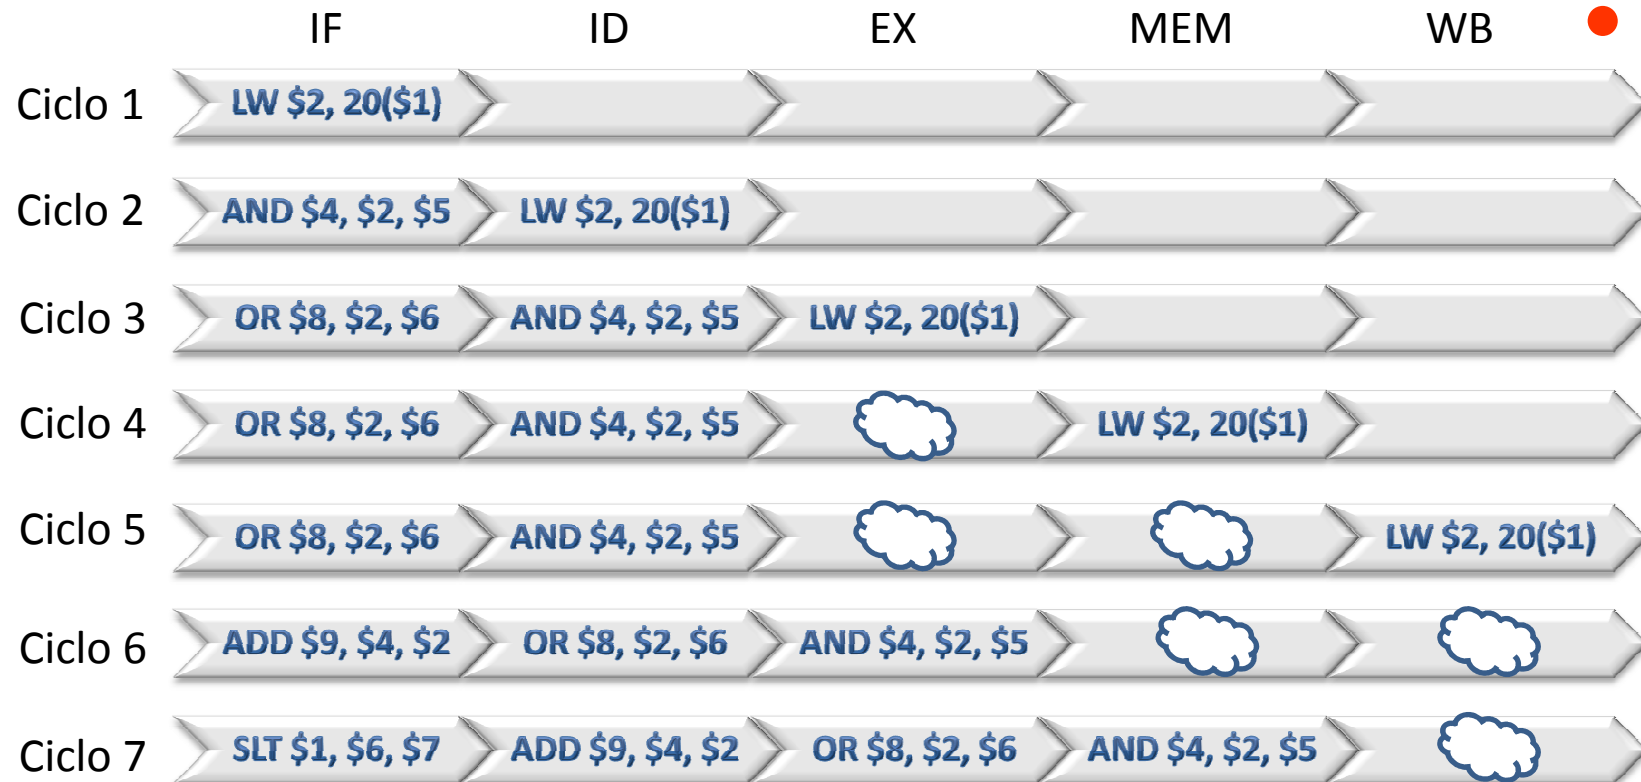 IF ID EX MEM WB
Ciclo 1 LW $2, 20($1)
Ciclo 2 AND $4, $2, $5 LW $2, 20($1)
Ciclo 3 OR $8, $2, $6 AND $4, $2, $5 LW $2, 20($1)
Ciclo 4 OR $8, $2, $6 AND $4, $2, $5 LW $2, 20($1)
Ciclo 5 OR $8, $2, $6 AND $4, $2, $5 LW $2, 20($1)
Ciclo 6 ADD $9, $4, $2 OR $8, $2, $6 AND $4, $2, $5
Ciclo 7 SLT $1, $6, $7 ADD $9, $4, $2 OR $8, $2, $6 AND $4, $2, $5